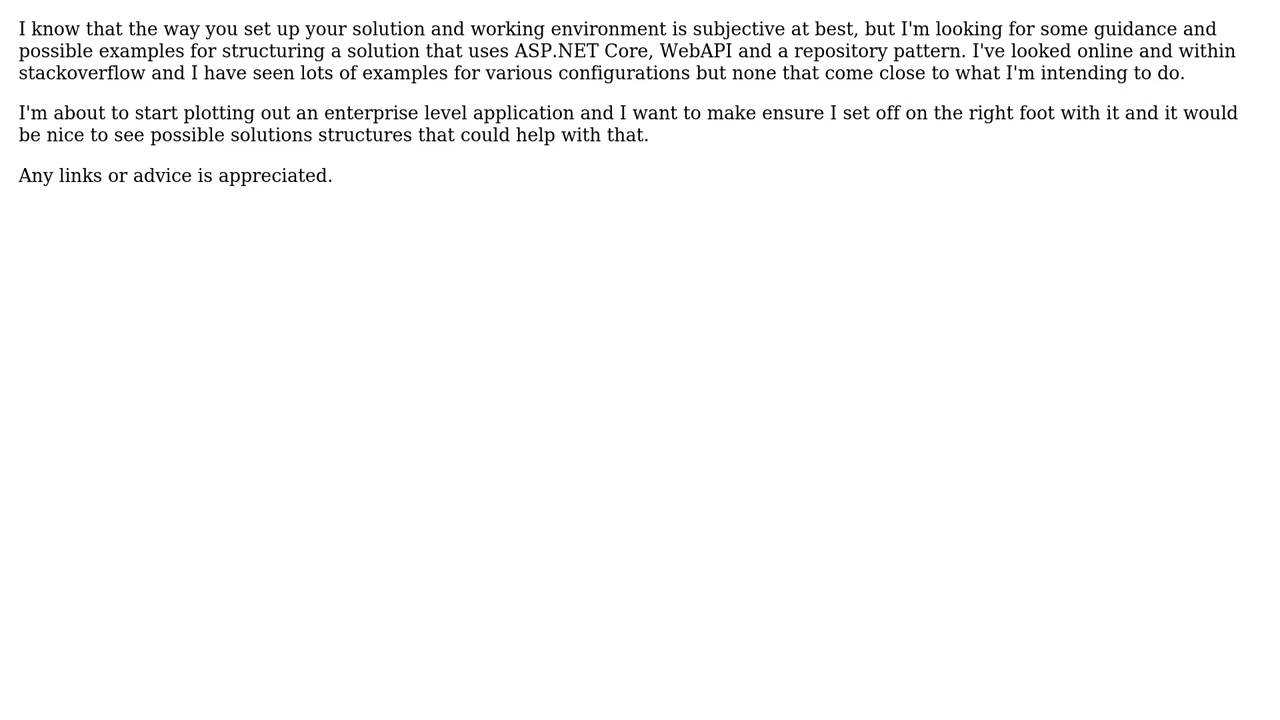 I know that the way you set up your solution and working environment is subjective at best, but I'm looking for some guidance and
possible examples for structuring a solution that uses ASP.NET Core, WebAPI and a repository pattern. I've looked online and within
stackoverflow and I have seen lots of examples for various configurations but none that come close to what I'm intending to do.
I'm about to start plotting out an enterprise level application and I want to make ensure I set off on the right foot with it and it would
be nice to see possible solutions structures that could help with that.
Any links or advice is appreciated.